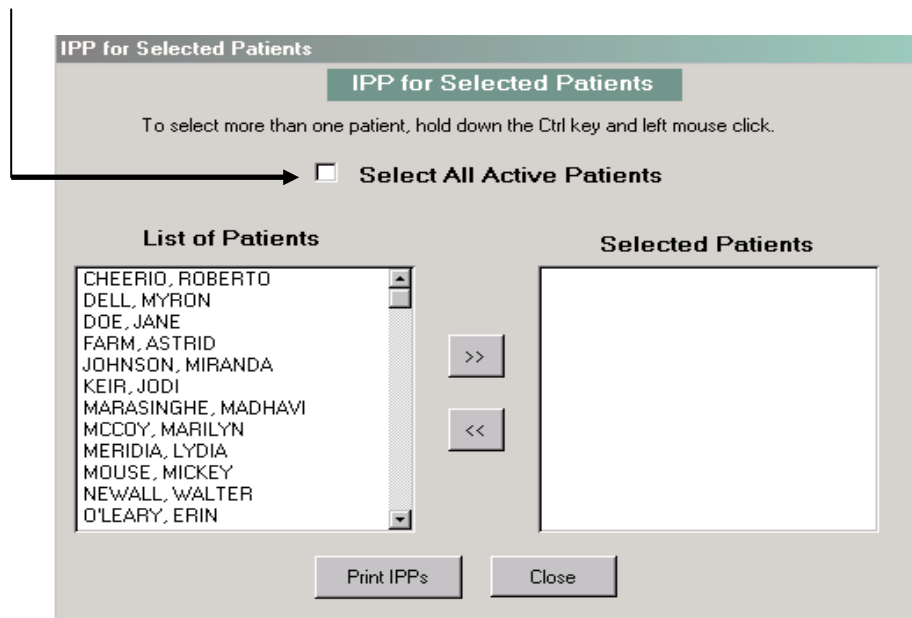 IPP for Selected Patients
IPP for Selected Patients
To select more than one patient, hold down the Ctrl key and left mouse click.
Select All Active Patients
List of Patients
Selected Patients
CHEERIO, ROBERTO
DELL, MYRON
DOE, JANE
FARM, ASTRID
JOHNSON, MIRANDA
KEIR, JODI
MARASINGHE, MADHAVI
MCCOY, MARILYN
MERIDIA, LYDIA
MOUSE, MICKEY
NEWALL, WALTER
O'LEARY, ERIN
>>
<<
Print IPPs
Close